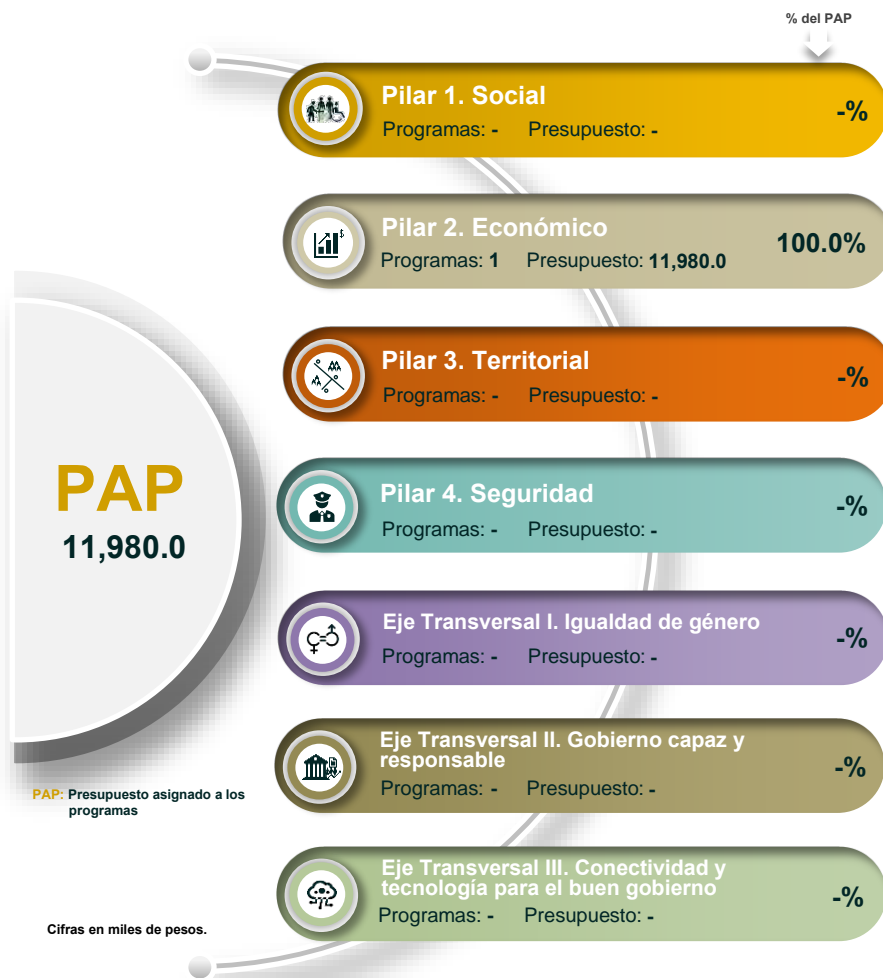 % del PAP
Pilar 1. Social
Programas: - Presupuesto: -
-%
Pilar 2. Económico
Programas: 1 Presupuesto: 11,980.0
100.0%
Pilar 3. Territorial
Programas: - Presupuesto: -
-%
PAP
11,980.0
Pilar 4. Seguridad
Programas: - Presupuesto: -
-%
Eje Transversal I. Igualdad de género
Programas: - Presupuesto: -
-%
Eje Transversal II. Gobierno capaz y
responsable
Programas: - Presupuesto: -
-%
PAP: Presupuesto asignado a los
programas
Eje Transversal III. Conectividad y
tecnología para el buen gobierno
Programas: - Presupuesto: -
-%
Cifras en miles de pesos.